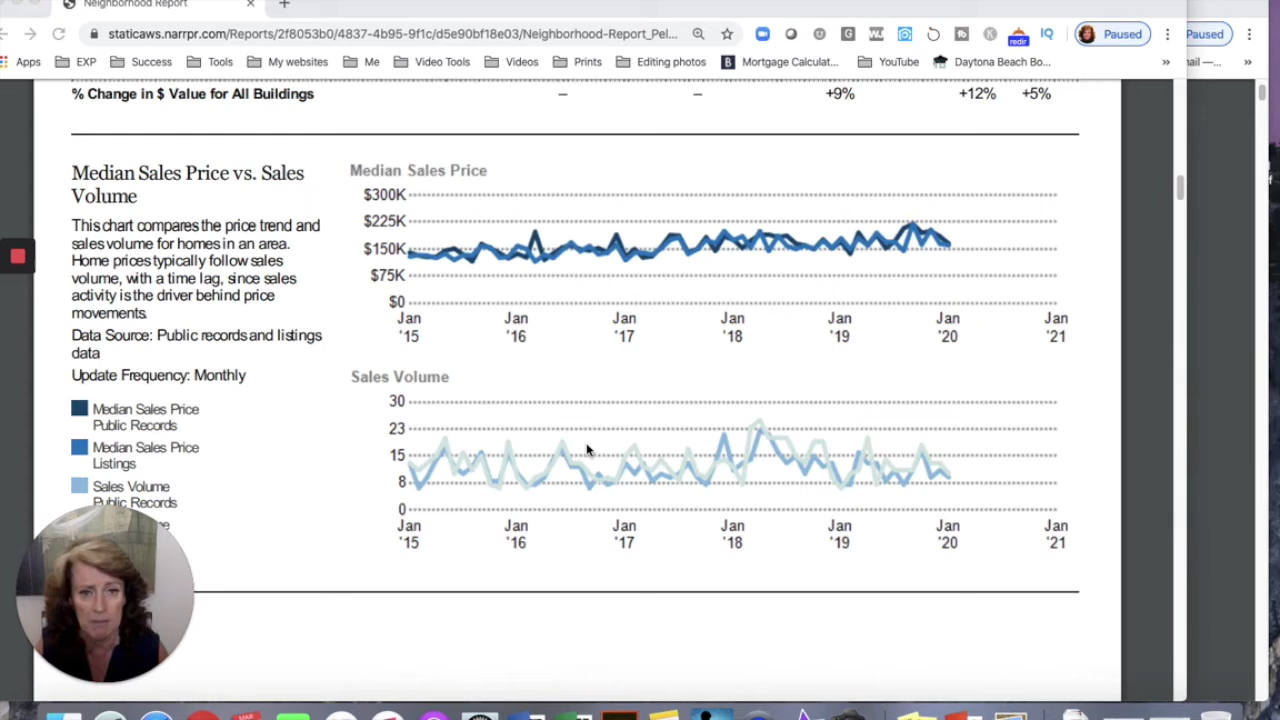 Neighborhood Report
staticaws.narrpr.com/Reports/2f8053b0/4837-4b95-9f1c/d5e90bf18e03/Neighborhood-Report_Pel...
Paused
Paused
Apps
EXP
Success
Tools
My websites
Me
Video Tools
Videos
Prints
Editing photos
Mortgage Calculat...
YouTube
Daytona Beach Bo...
»
ail —...
»
redir
IQ
% Change in $ Value for All Buildings – – +9% +12% +5%
Median Sales Price vs. Sales
Volume
This chart compares the price trend and
sales volume for homes in an area.
Home prices typically follow sales
volume, with a time lag, since sales
activity is the driver behind price
movements.
Data Source: Public records and listings
data
Update Frequency: Monthly
Median Sales Price
Public Records
Median Sales Price
Listings
Sales Volume
Public Records
Median Sales Price
$300K
$225K
$150K
$75K
$0
Jan Jan Jan Jan Jan Jan Jan
'15 '16 '17 '18 '19 '20 '21
Sales Volume
30
23
15
8
0
Jan Jan Jan Jan Jan Jan Jan
'15 '16 '17 '18 '19 '20 '21